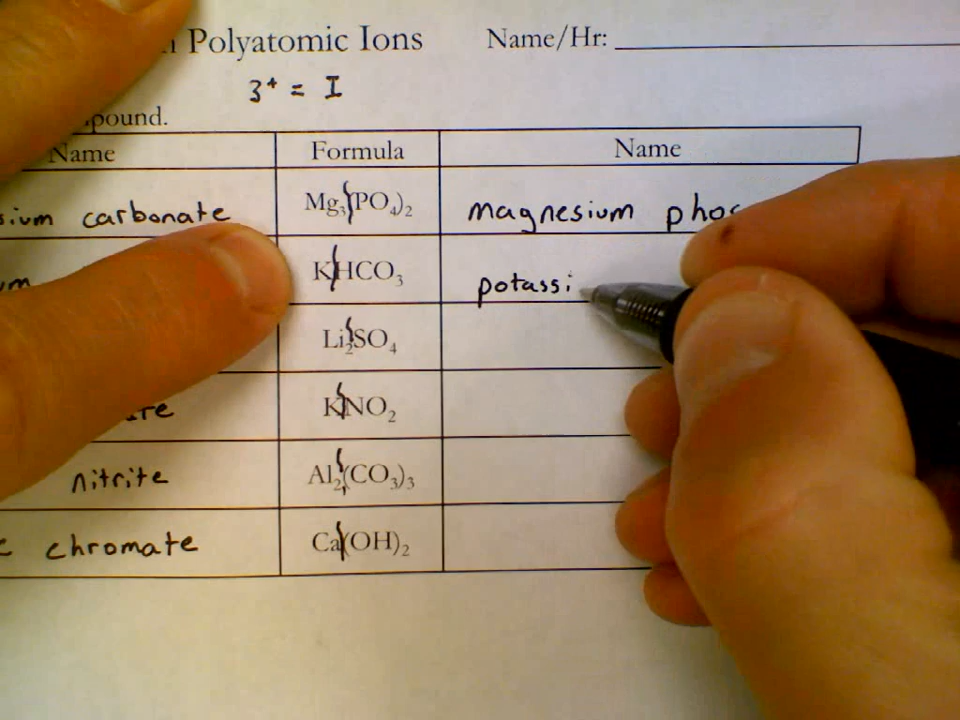 Polyatomic Ions Name/Hr:
3⁺ = I
pound.
Name Formula Name
sium carbonate Mg₃(PO₄)₂ magnesium phos
um KHCO₃ potassi
Li₂SO₄
KNO₂
nitrite Al₂(CO₃)₃
chromate Ca(OH)₂